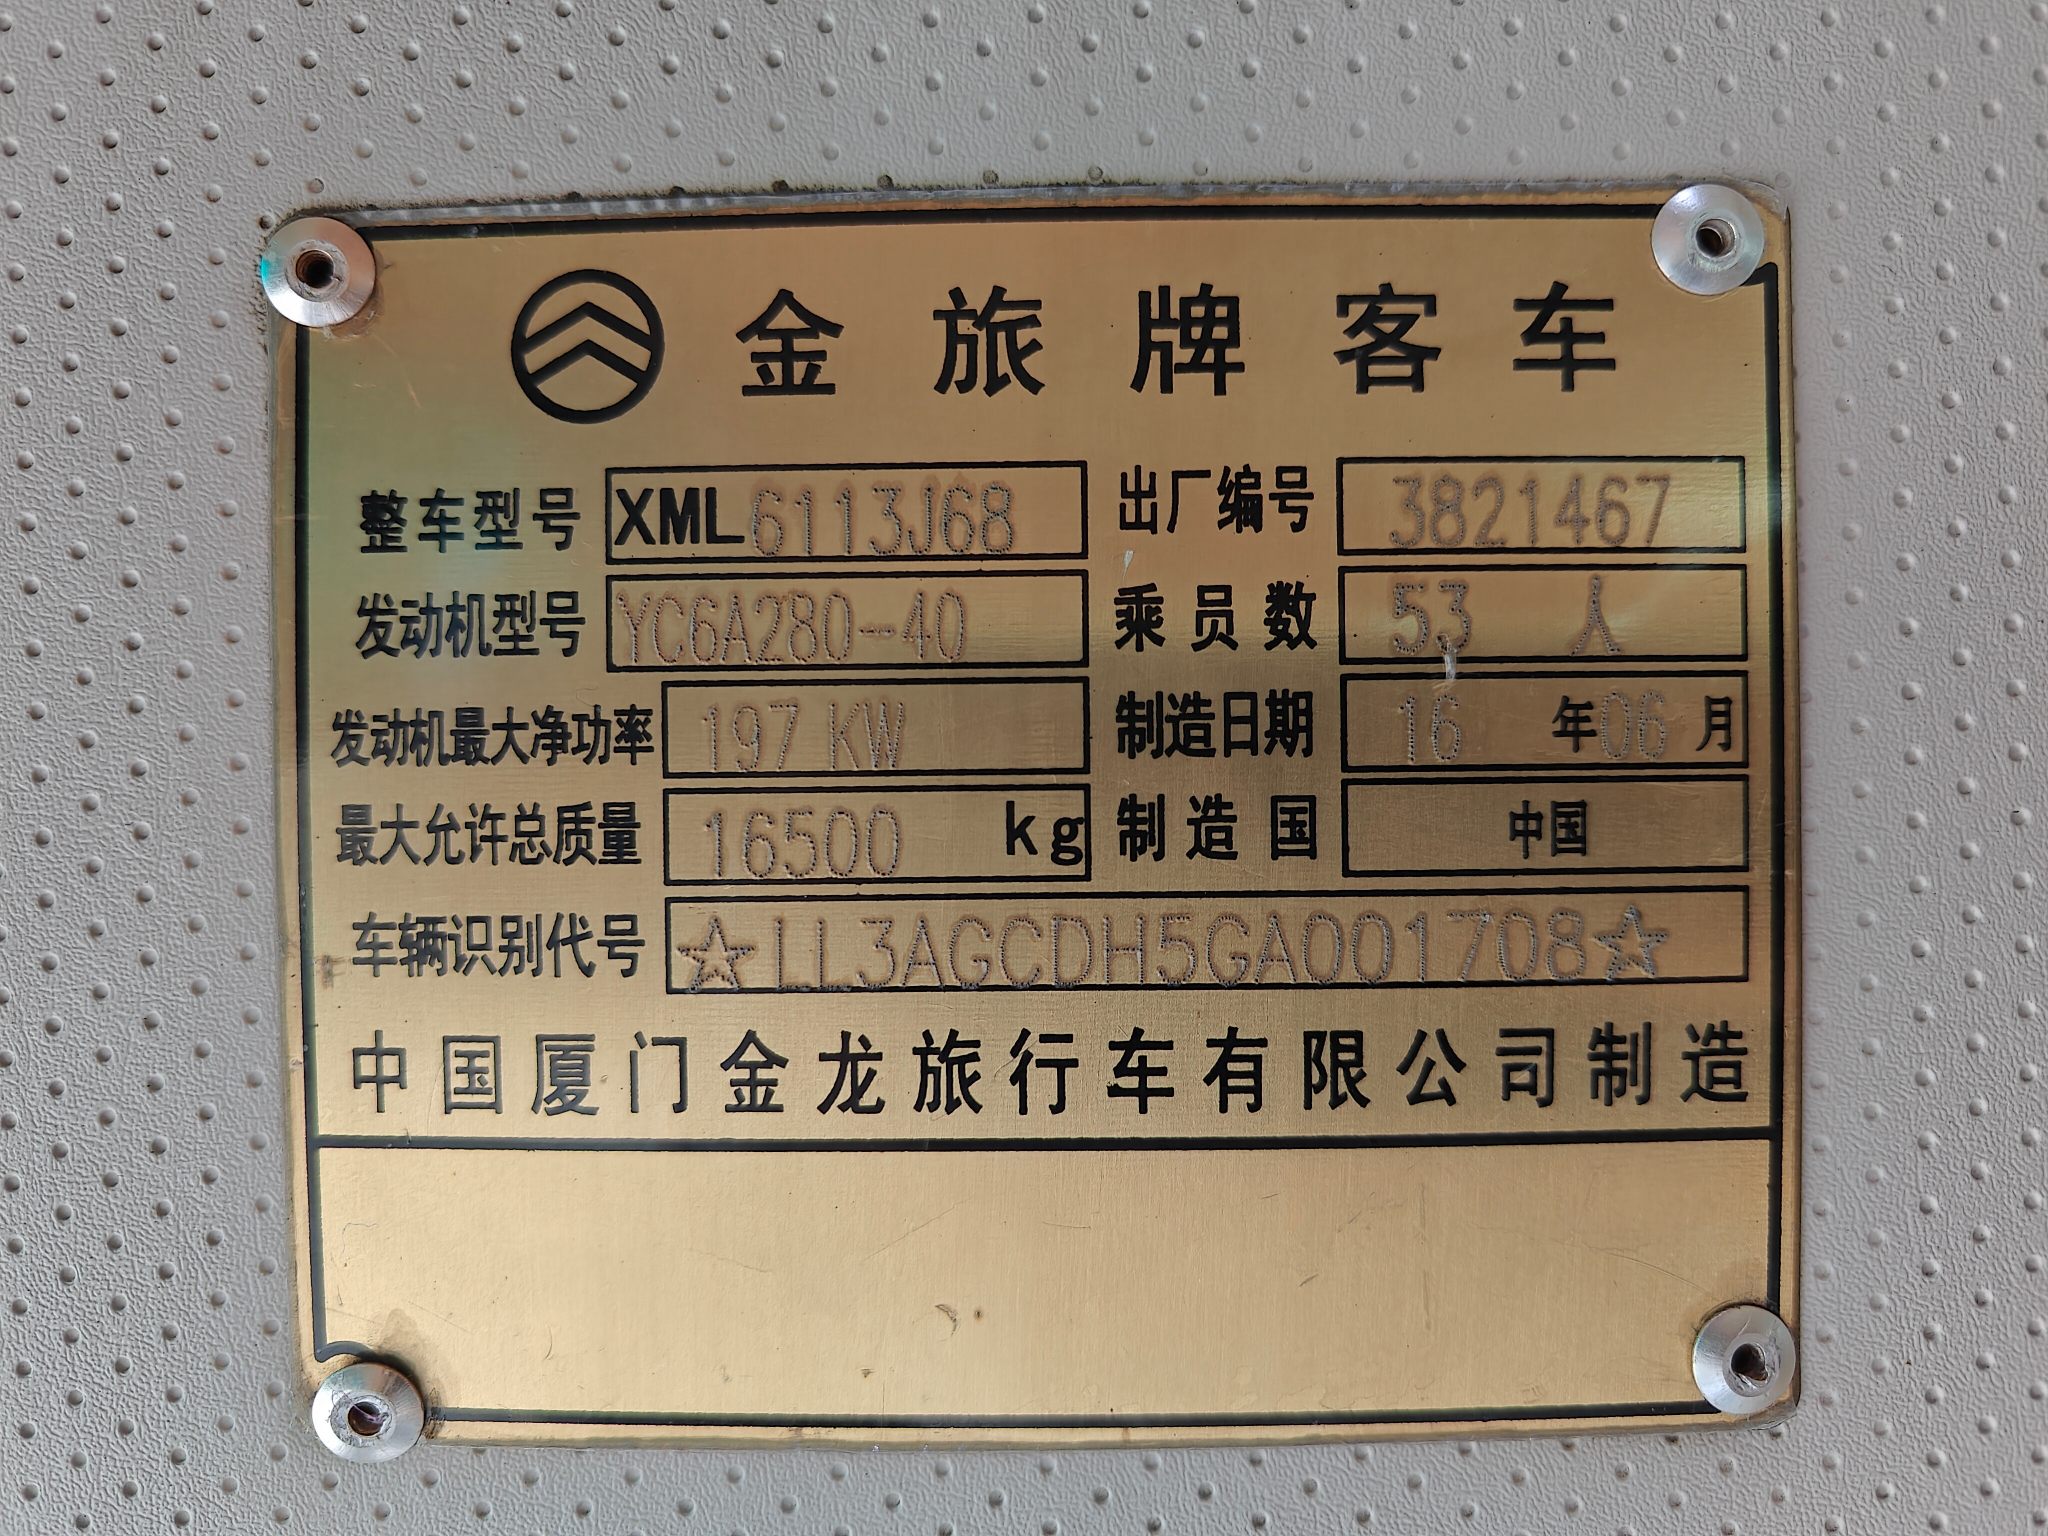 金旅牌客车
整车型号 XML6113J68 出厂编号 3821467
发动机型号 YC6A280-40 乘员数 53 人
发动机最大净功率 197 KW 制造日期 16 年 06 月
最大允许总质量 16500 kg 制造国 中国
车辆识别代号 ☆LL3AGCDH5GA001708☆
中国厦门金龙旅行车有限公司制造